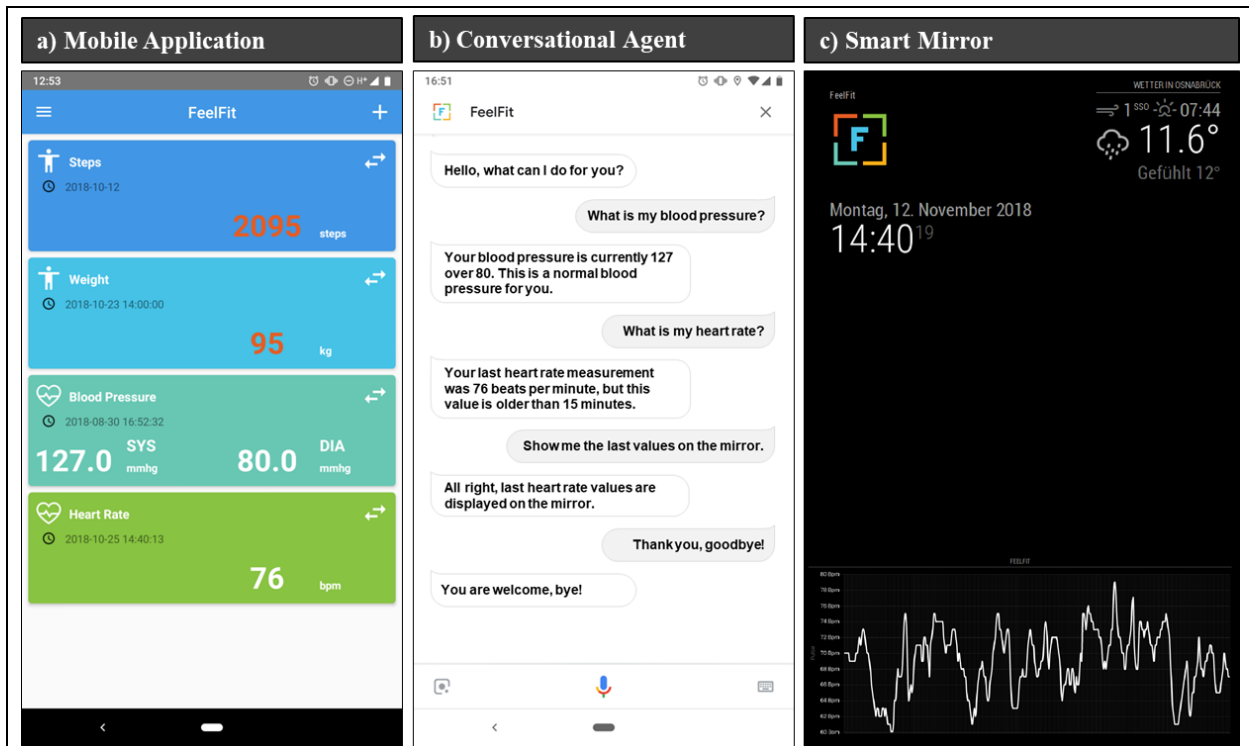 a) Mobile Application
12:53
FeelFit
Steps
2018-10-12
2095 steps
Weight
2018-10-23 14:00:00
95 kg
Blood Pressure
2018-08-30 16:52:32
127.0 SYS mmhg 80.0 DIA mmhg
Heart Rate
2018-10-25 14:40:13
76 bpm
b) Conversational Agent
16:51
F FeelFit
Hello, what can I do for you?
What is my blood pressure?
Your blood pressure is currently 127
over 80. This is a normal blood
pressure for you.
What is my heart rate?
Your last heart rate measurement
was 76 beats per minute, but this
value is older than 15 minutes.
Show me the last values on the mirror.
All right, last heart rate values are
displayed on the mirror.
Thank you, goodbye!
You are welcome, bye!
c) Smart Mirror
FeelFit
F
WETTER IN OSNABRÜCK
1 SSO 07:44
11.6°
Gefühlt 12°
Montag, 12. November 2018
14:40 19
FEELFIT